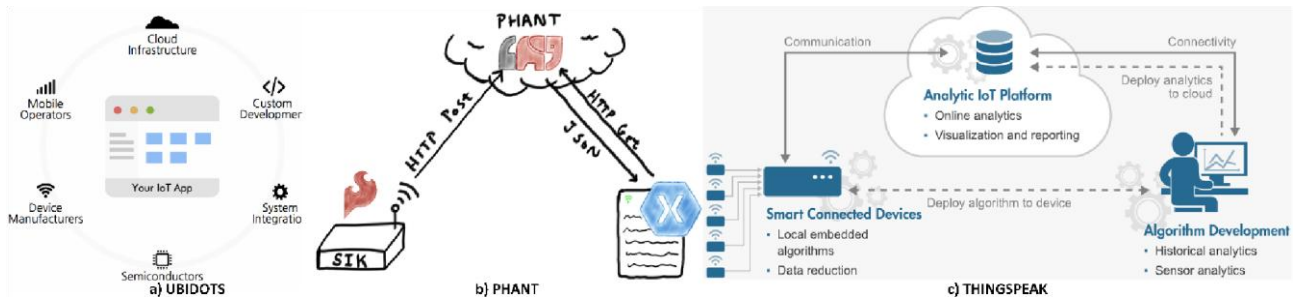 Cloud
Infrastructure
Mobile
Operators
</>
Custom
Developmer
Your IoT App
Device
Manufacturers
System
Integratio
Semiconductors
a) UBIDOTS
PHANT
HTTP Post
JSON
HTTP Get
SIK
X
b) PHANT
Communication
Connectivity
Deploy analytics
to cloud
Analytic IoT Platform
• Online analytics
• Visualization and reporting
Deploy algorithm to device
Smart Connected Devices
• Local embedded
algorithms
• Data reduction
Algorithm Development
• Historical analytics
• Sensor analytics
c) THINGSPEAK